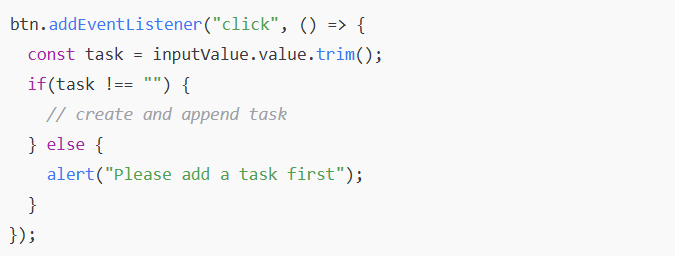 btn.addEventListener("click", () => {
  const task = inputValue.value.trim();
  if(task !== "") {
    // create and append task
  } else {
    alert("Please add a task first");
  }
});